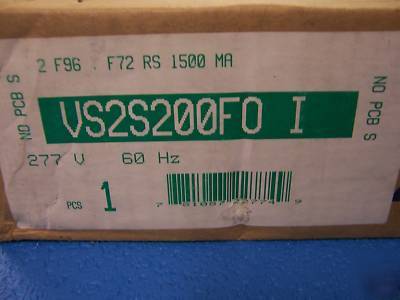 2 F96 . F72 RS 1500 MA
NO PCB S
VS2S200FO I
NO PCB S
277 V 60 Hz
PCS 1